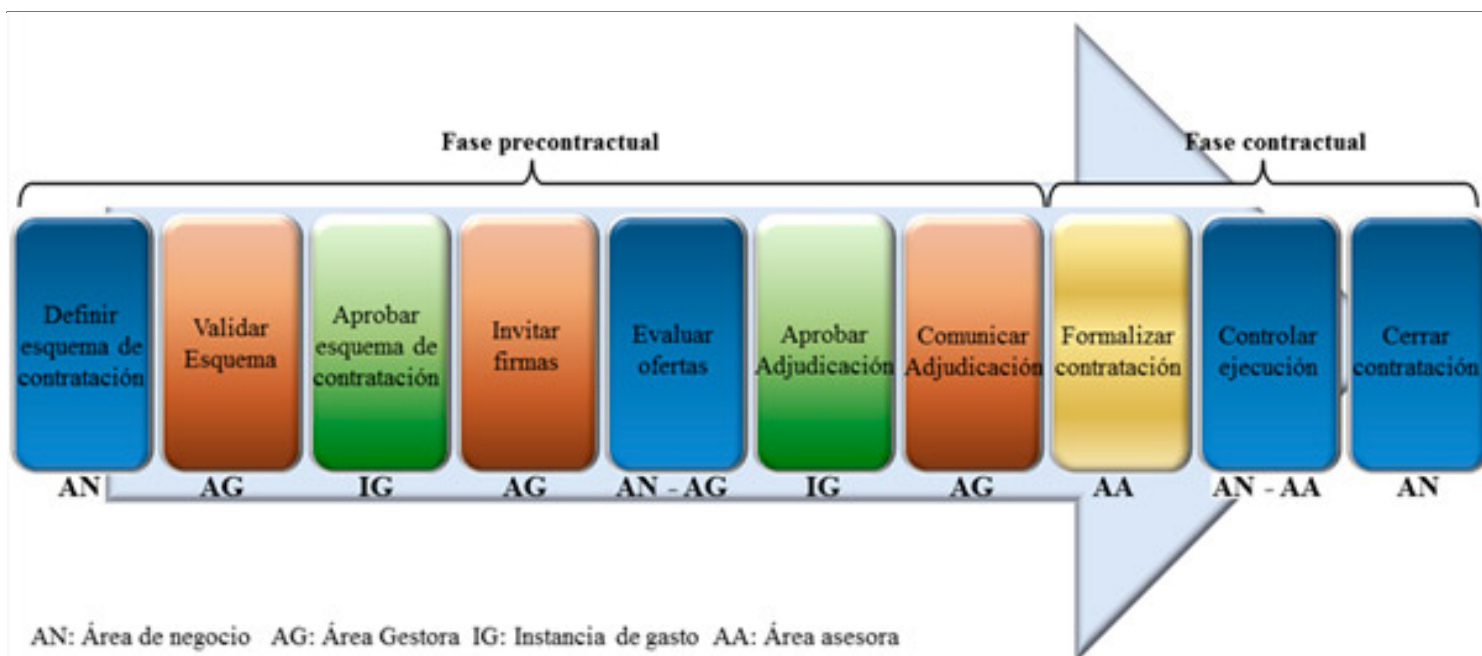 Fase precontractual
Fase contractual
Definir
esquema de
contratación
Validar
Esquema
Aprobar
esquema de
contratación
Invitar
firmas
Evaluar
ofertas
Aprobar
Adjudicación
Comunicar
Adjudicación
Formalizar
contratación
Controlar
ejecución
Cerrar
contratación
AN
AG
IG
AG
AN - AG
IG
AG
AA
AN - AA
AN
AN: Área de negocio AG: Área Gestora IG: Instancia de gasto AA: Área asesora